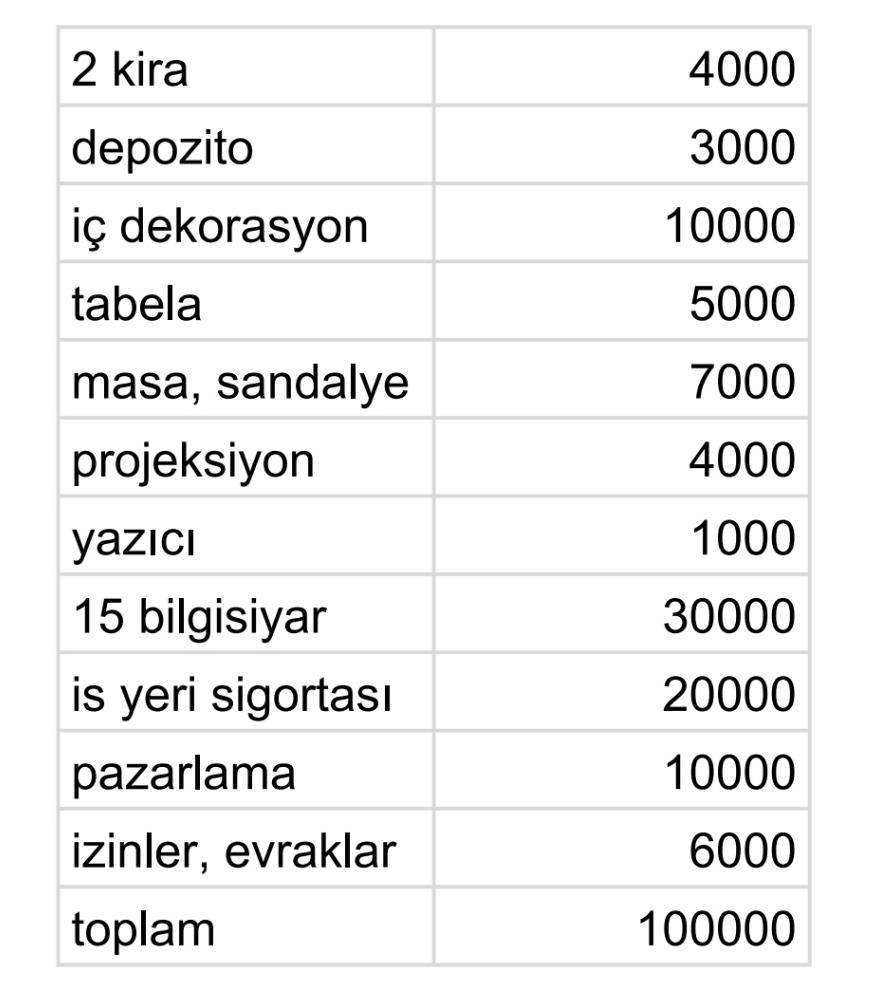 2 kira 4000
depozito 3000
iç dekorasyon 10000
tabela 5000
masa, sandalye 7000
projeksiyon 4000
yazıcı 1000
15 bilgisiyar 30000
is yeri sigortası 20000
pazarlama 10000
izinler, evraklar 6000
toplam 100000